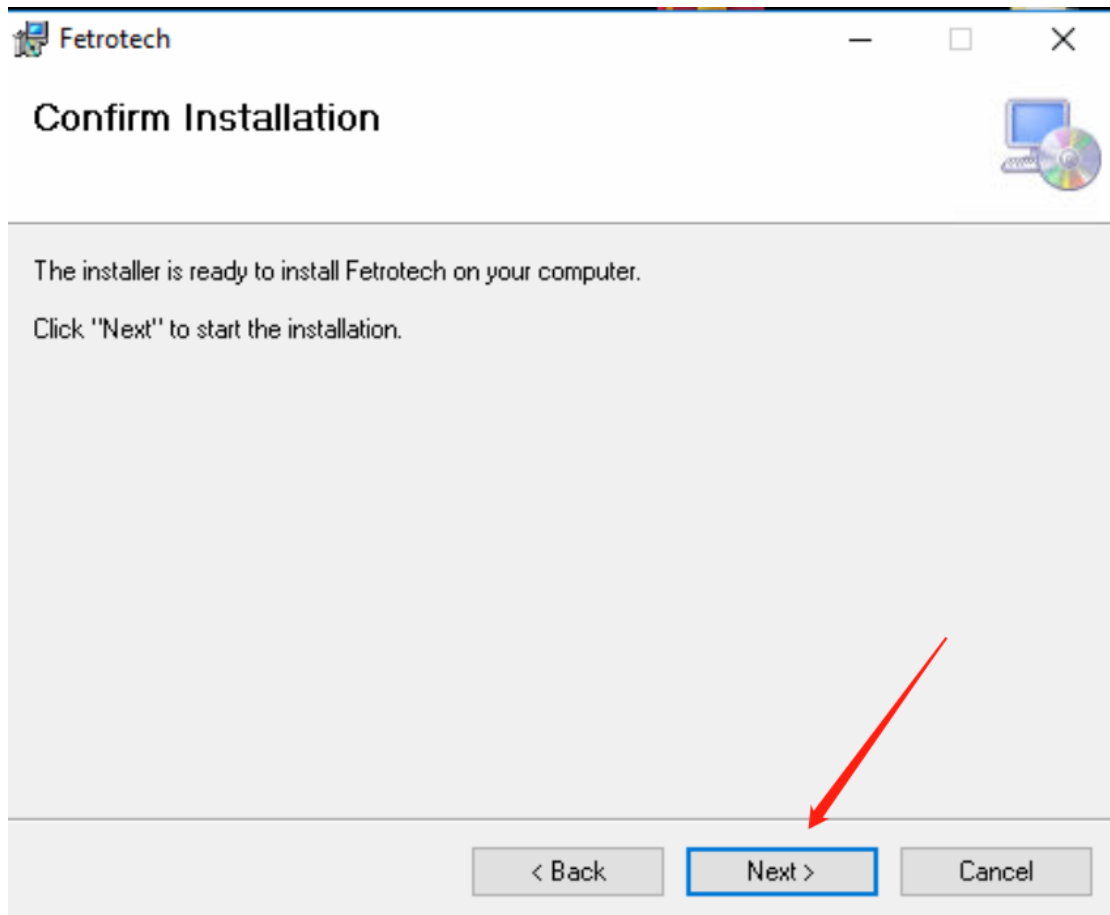 Fetrotech
Confirm Installation
The installer is ready to install Fetrotech on your computer.
Click "Next" to start the installation.
< Back
Next >
Cancel